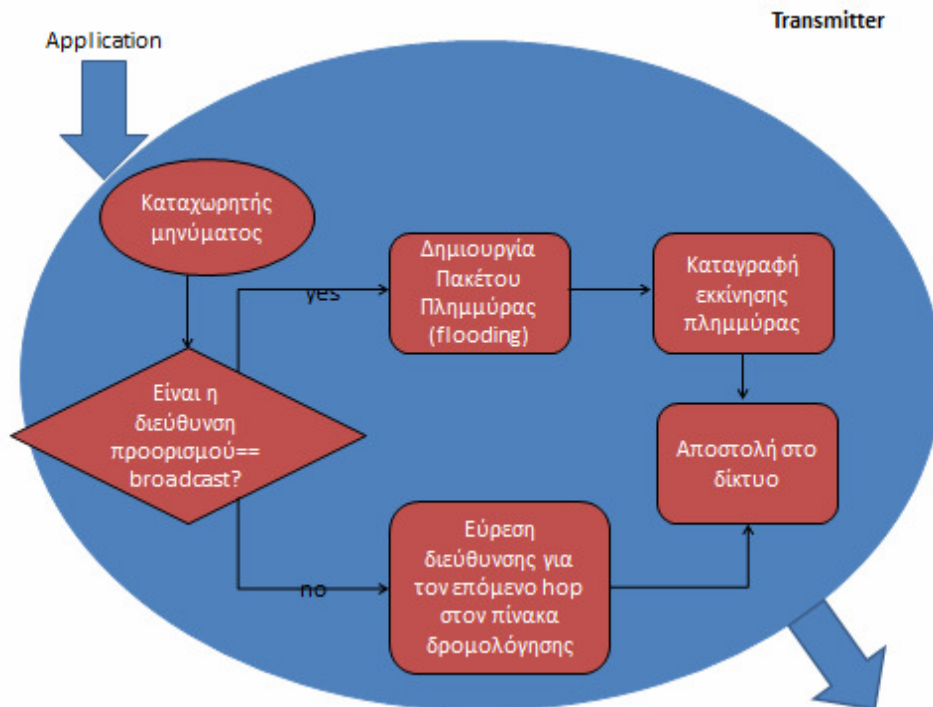 Transmitter
Application
Καταχωρητής
μηνύματος
Είναι η
διεύθυνση
προορισμού==
broadcast?
yes
Δημιουργία
Πακέτου
Πλημμύρας
(flooding)
Καταγραφή
εκκίνησης
πλημμύρας
Αποστολή στο
δίκτυο
no
Εύρεση
διεύθυνσης για
τον επόμενο hop
στον πίνακα
δρομολόγησης